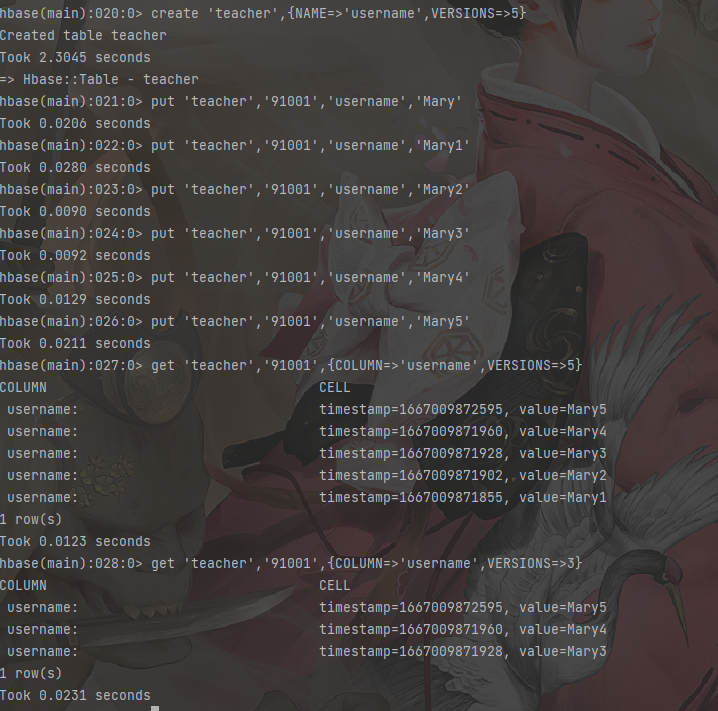 hbase(main):020:0> create 'teacher',{NAME=>'username',VERSIONS=>5}
Created table teacher
Took 2.3045 seconds
=> Hbase::Table - teacher
hbase(main):021:0> put 'teacher','91001','username','Mary'
Took 0.0206 seconds
hbase(main):022:0> put 'teacher','91001','username','Mary1'
Took 0.0280 seconds
hbase(main):023:0> put 'teacher','91001','username','Mary2'
Took 0.0090 seconds
hbase(main):024:0> put 'teacher','91001','username','Mary3'
Took 0.0092 seconds
hbase(main):025:0> put 'teacher','91001','username','Mary4'
Took 0.0129 seconds
hbase(main):026:0> put 'teacher','91001','username','Mary5'
Took 0.0211 seconds
hbase(main):027:0> get 'teacher','91001',{COLUMN=>'username',VERSIONS=>5}
COLUMN CELL
username: timestamp=1667009872595, value=Mary5
username: timestamp=1667009871960, value=Mary4
username: timestamp=1667009871928, value=Mary3
username: timestamp=1667009871902, value=Mary2
username: timestamp=1667009871855, value=Mary1
1 row(s)
Took 0.0123 seconds
hbase(main):028:0> get 'teacher','91001',{COLUMN=>'username',VERSIONS=>3}
COLUMN CELL
username: timestamp=1667009872595, value=Mary5
username: timestamp=1667009871960, value=Mary4
username: timestamp=1667009871928, value=Mary3
1 row(s)
Took 0.0231 seconds